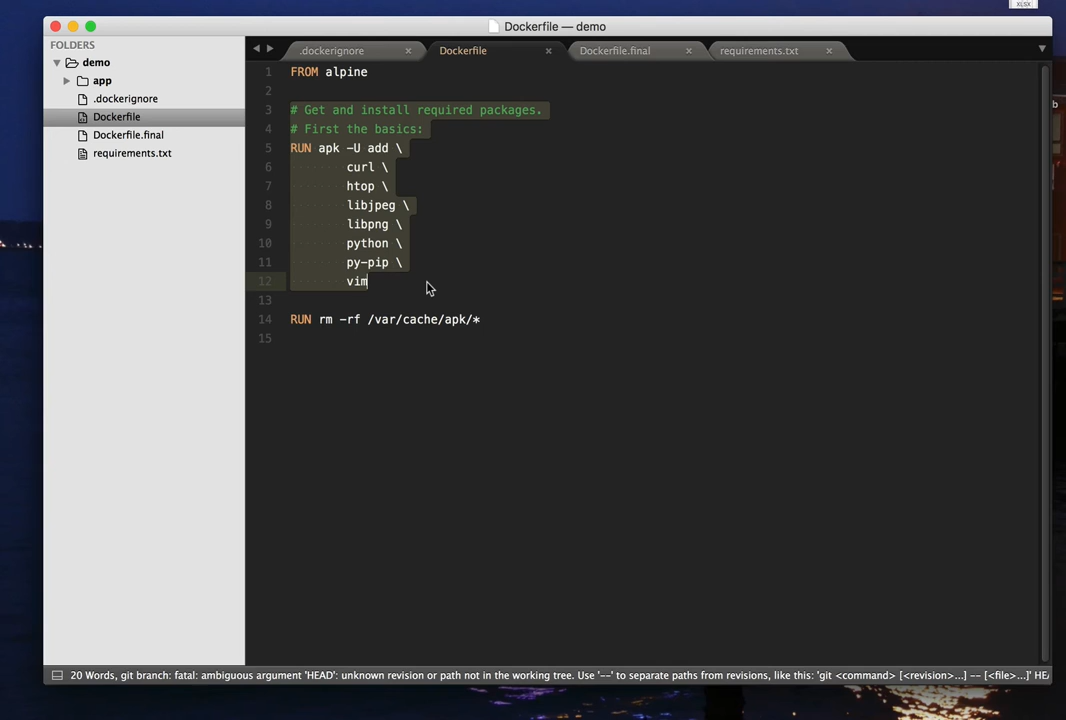 XLSX
Dockerfile — demo
FOLDERS
demo
app
.dockerignore
Dockerfile
Dockerfile.final
requirements.txt
.dockerignore ×
Dockerfile ×
Dockerfile.final ×
requirements.txt ×
1 FROM alpine
2
3 # Get and install required packages.
4 # First the basics:
5 RUN apk -U add \
6 curl \
7 htop \
8 libjpeg \
9 libpng \
10 python \
11 py-pip \
12 vim
13
14 RUN rm -rf /var/cache/apk/*
15
b
20 Words, git branch: fatal: ambiguous argument 'HEAD': unknown revision or path not in the working tree. Use '--' to separate paths from revisions, like this: 'git <command> [<revision>...] -- [<file>...]' HEA